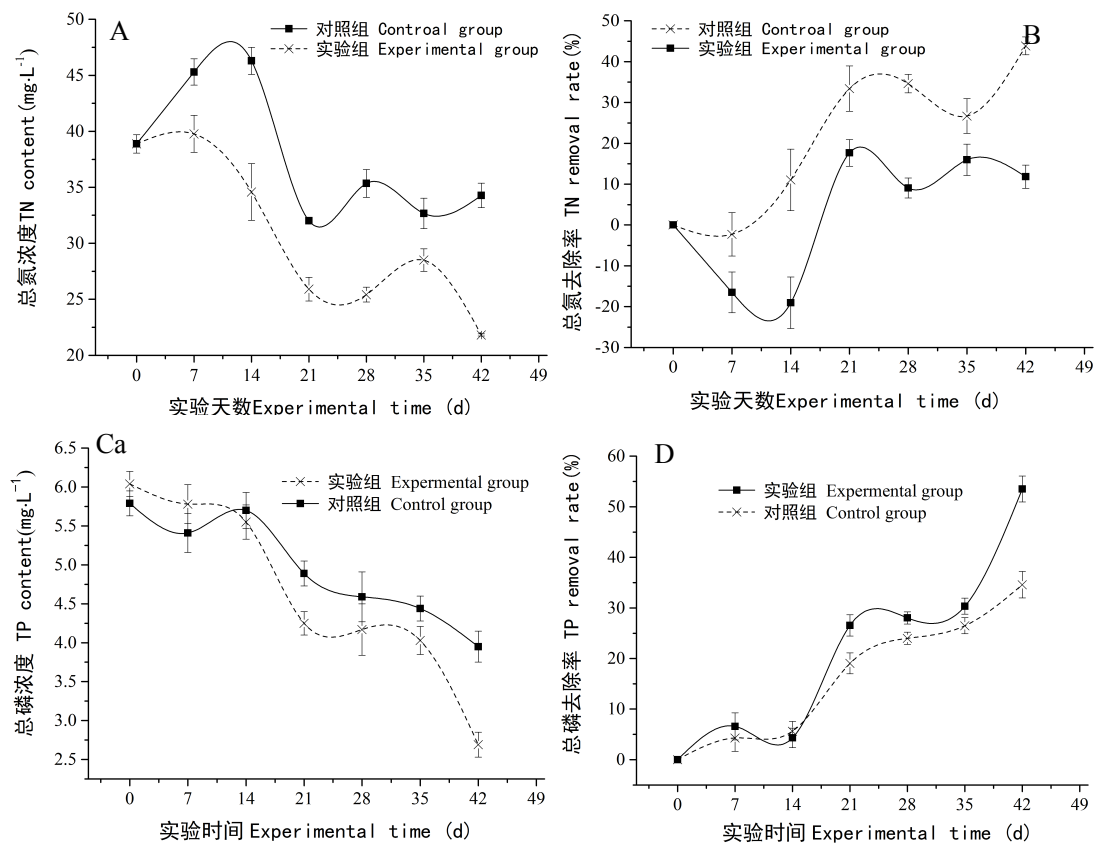 A
对照组 Controal group
实验组 Experimental group
总氮浓度TN content(mg·L⁻¹)
50
45
40
35
30
25
20
0 7 14 21 28 35 42 49
实验天数Experimental time (d)
B
对照组 Controal group
实验组 Experimental group
总氮去除率 TN removal rate(%)
50
40
30
20
10
0
-10
-20
-30
0 7 14 21 28 35 42 49
实验天数Experimental time (d)
Ca
实验组 Expermental group
对照组 Control group
总磷浓度 TP content(mg·L⁻¹)
6.5
6.0
5.5
5.0
4.5
4.0
3.5
3.0
2.5
0 7 14 21 28 35 42 49
实验时间 Experimental time (d)
D
实验组 Expermental group
对照组 Control group
总磷去除率 TP removal rate(%)
60
50
40
30
20
10
0
0 7 14 21 28 35 42 49
实验时间 Experimental time (d)